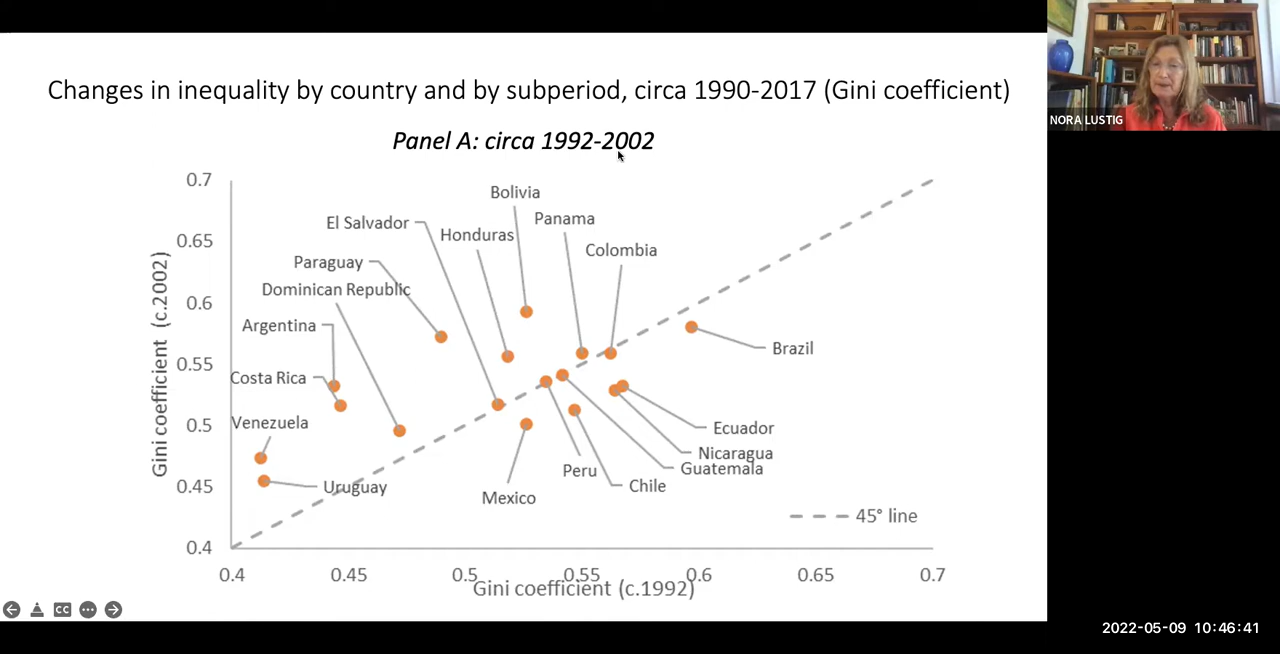 Changes in inequality by country and by subperiod, circa 1990-2017 (Gini coefficient)
NORA LUSTIG
Panel A: circa 1992-2002
Gini coefficient (c.2002)
0.7
0.65
0.6
0.55
0.5
0.45
0.4
Bolivia
Panama
El Salvador
Honduras
Colombia
Paraguay
Dominican Republic
Argentina
Brazil
Costa Rica
Venezuela
Ecuador
Nicaragua
Guatemala
Peru
Chile
Uruguay
Mexico
45° line
0.4
0.45
0.5
0.55
0.6
0.65
0.7
Gini coefficient (c.1992)
CC
2022-05-09 10:46:41